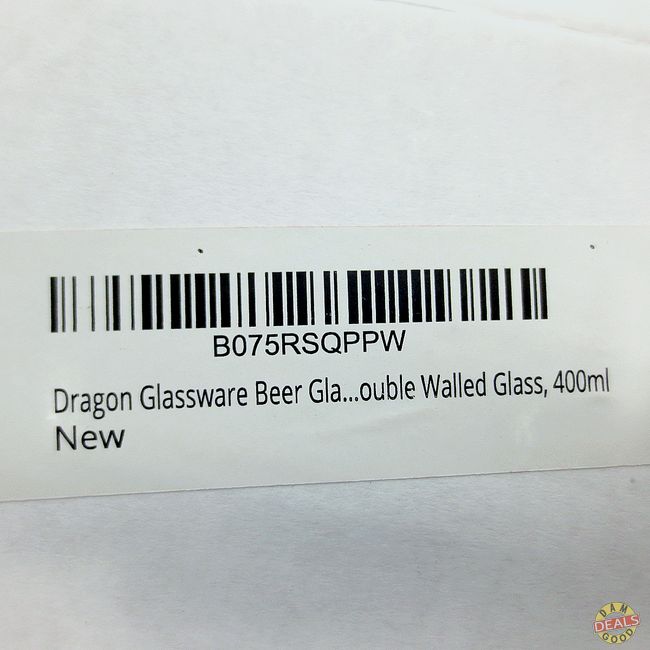 B075RSQPPW
Dragon Glassware Beer Gla...ouble Walled Glass, 400ml
New
DAM
DEALS
GOOD